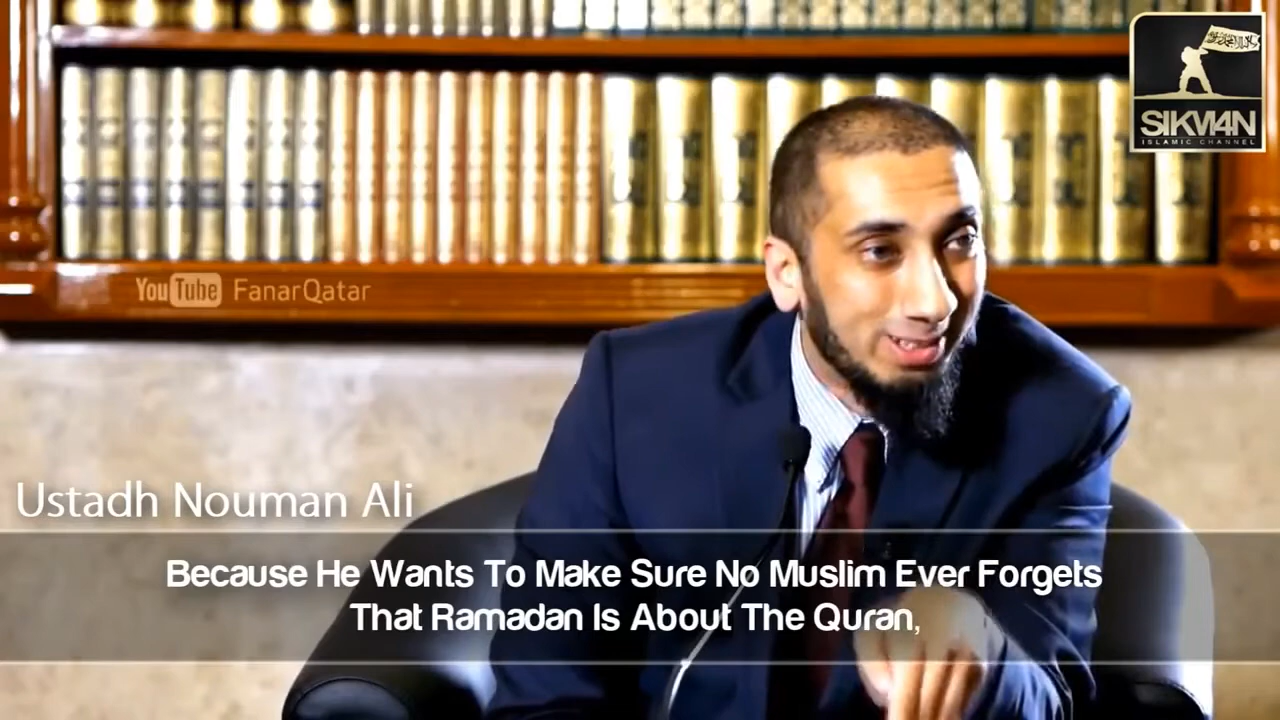 SIKVI4N
ISLAMIC CHANNEL
YouTube FanarQatar
Ustadh Nouman Ali
Because He Wants To Make Sure No Muslim Ever Forgets
That Ramadan Is About The Quran,